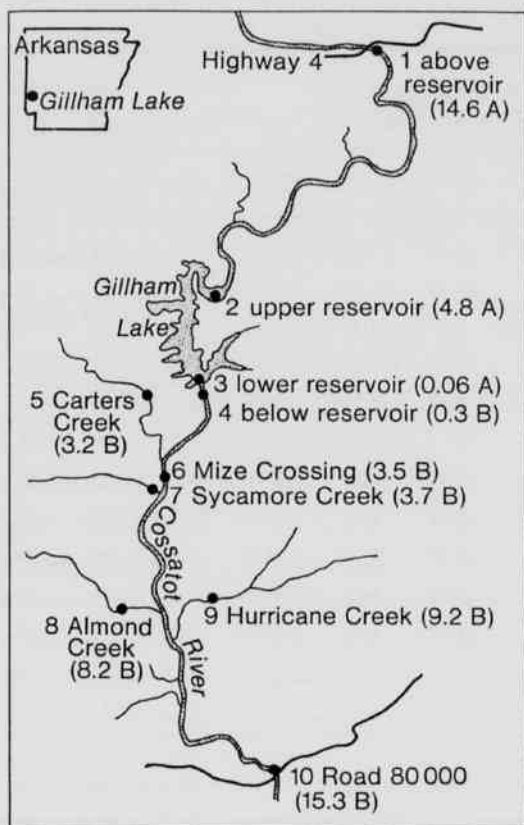 Arkansas
Gillham Lake
Highway 4
1 above
reservoir
(14.6 A)
Gillham
Lake
2 upper reservoir (4.8 A)
3 lower reservoir (0.06 A)
4 below reservoir (0.3 B)
5 Carters
Creek
(3.2 B)
6 Mize Crossing (3.5 B)
7 Sycamore Creek (3.7 B)
Cossatot
River
8 Almond
Creek
(8.2 B)
9 Hurricane Creek (9.2 B)
10 Road 80 000
(15.3 B)